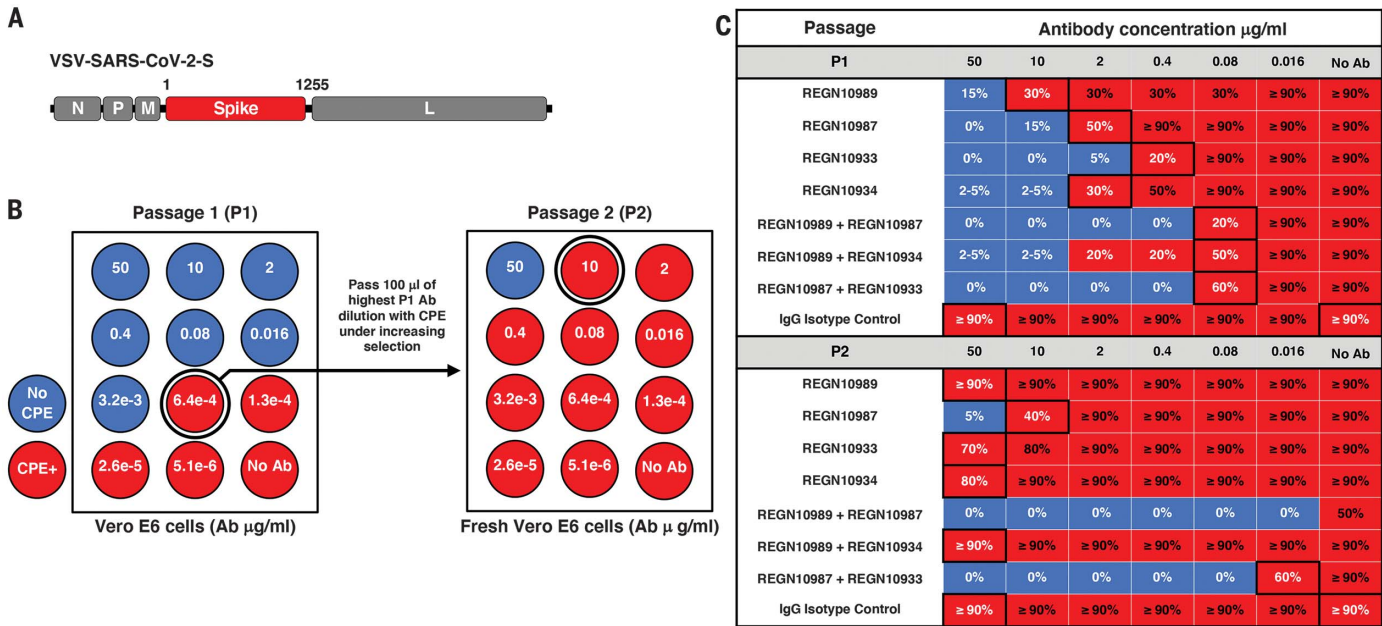 A
VSV-SARS-CoV-2-S
1 1255
N P M Spike L
B
Passage 1 (P1)
50 10 2
0.4 0.08 0.016
3.2e-3 6.4e-4 1.3e-4
2.6e-5 5.1e-6 No Ab
No
CPE
CPE+
Vero E6 cells (Ab μg/ml)
Pass 100 μl of
highest P1 Ab
dilution with CPE
under increasing
selection
Passage 2 (P2)
50 10 2
0.4 0.08 0.016
3.2e-3 6.4e-4 1.3e-4
2.6e-5 5.1e-6 No Ab
Fresh Vero E6 cells (Ab μ g/ml)
C
Passage Antibody concentration μg/ml
P1 50 10 2 0.4 0.08 0.016 No Ab
REGN10989 15% 30% 30% 30% 30% ≥ 90% ≥ 90%
REGN10987 0% 15% 50% ≥ 90% ≥ 90% ≥ 90% ≥ 90%
REGN10933 0% 0% 5% 20% ≥ 90% ≥ 90% ≥ 90%
REGN10934 2-5% 2-5% 30% 50% ≥ 90% ≥ 90% ≥ 90%
REGN10989 + REGN10987 0% 0% 0% 0% 20% ≥ 90% ≥ 90%
REGN10989 + REGN10934 2-5% 2-5% 20% 20% 50% ≥ 90% ≥ 90%
REGN10987 + REGN10933 0% 0% 0% 0% 60% ≥ 90% ≥ 90%
IgG Isotype Control ≥ 90% ≥ 90% ≥ 90% ≥ 90% ≥ 90% ≥ 90% ≥ 90%
P2 50 10 2 0.4 0.08 0.016 No Ab
REGN10989 ≥ 90% ≥ 90% ≥ 90% ≥ 90% ≥ 90% ≥ 90% ≥ 90%
REGN10987 5% 40% ≥ 90% ≥ 90% ≥ 90% ≥ 90% ≥ 90%
REGN10933 70% 80% ≥ 90% ≥ 90% ≥ 90% ≥ 90% ≥ 90%
REGN10934 80% ≥ 90% ≥ 90% ≥ 90% ≥ 90% ≥ 90% ≥ 90%
REGN10989 + REGN10987 0% 0% 0% 0% 0% 0% 50%
REGN10989 + REGN10934 ≥ 90% ≥ 90% ≥ 90% ≥ 90% ≥ 90% ≥ 90% ≥ 90%
REGN10987 + REGN10933 0% 0% 0% 0% 0% 60% ≥ 90%
IgG Isotype Control ≥ 90% ≥ 90% ≥ 90% ≥ 90% ≥ 90% ≥ 90% ≥ 90%